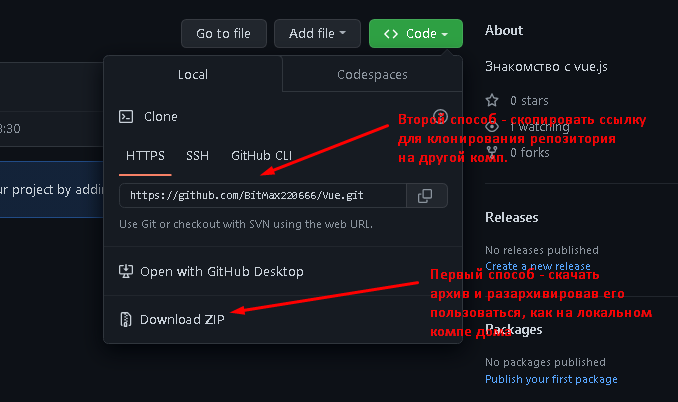 Go to file
Add file
Code
About
Local
Codespaces
Знакомство с vue.js
Clone
0 stars
3:30
1 watching
0 forks
Второй способ - скопировать ссылку
для клонирования репозитория
на другой комп.
HTTPS
SSH
GitHub CLI
ur project by addin
https://github.com/BitMax220666/Vue.git
Use Git or checkout with SVN using the web URL.
Releases
No releases published
Create a new release
Open with GitHub Desktop
Download ZIP
Первый способ - скачать
архив и разархивировав его
пользоваться, как на локальном
компе дома
Packages
No packages published
Publish your first package